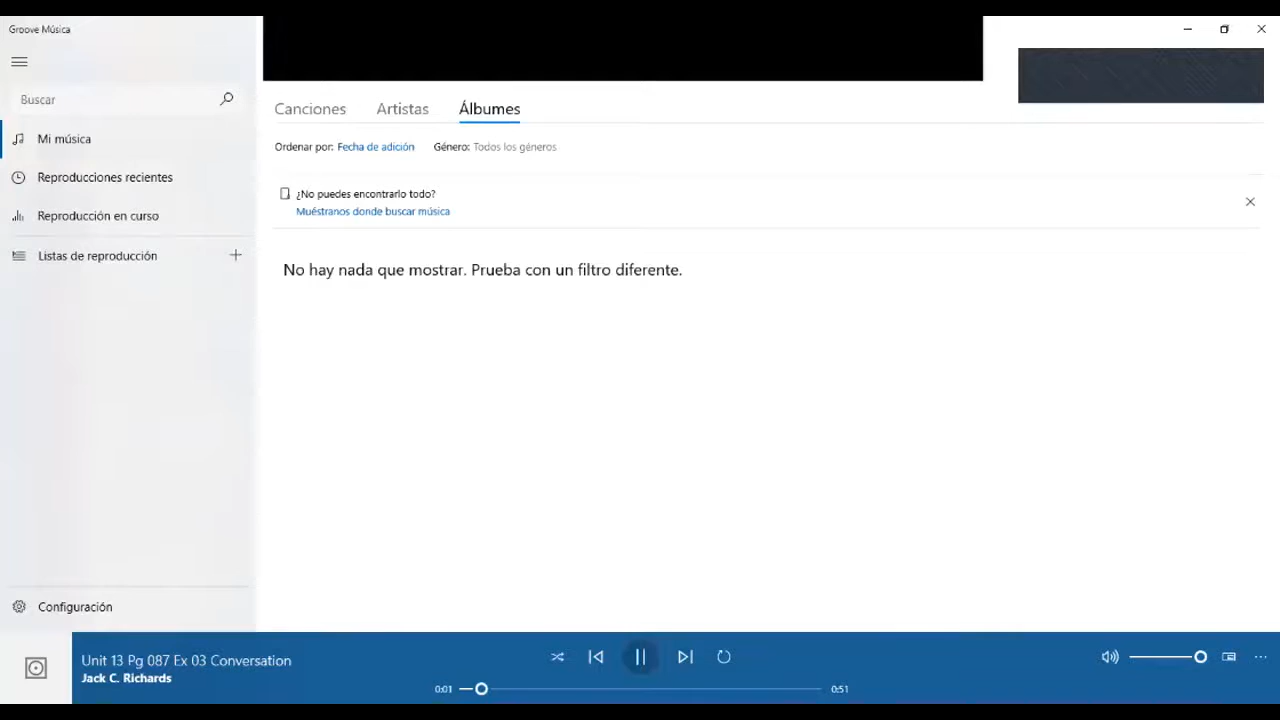 Groove Música
Buscar
Mi música
Reproducciones recientes
Reproducción en curso
Listas de reproducción
Configuración
Canciones Artistas Álbumes
Ordenar por: Fecha de adición Género: Todos los géneros
¿No puedes encontrarlo todo?
Muéstranos donde buscar música
No hay nada que mostrar. Prueba con un filtro diferente.
Unit 13 Pg 087 Ex 03 Conversation
Jack C. Richards
0:01 0:51